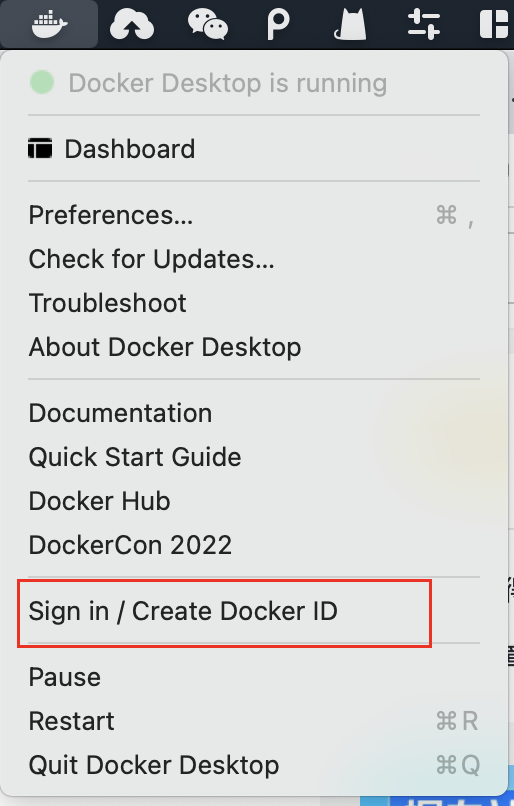 Docker Desktop is running
Dashboard
Preferences...
⌘ ,
Check for Updates...
Troubleshoot
About Docker Desktop
Documentation
Quick Start Guide
Docker Hub
DockerCon 2022
Sign in / Create Docker ID
Pause
Restart
⌘R
Quit Docker Desktop
⌘Q